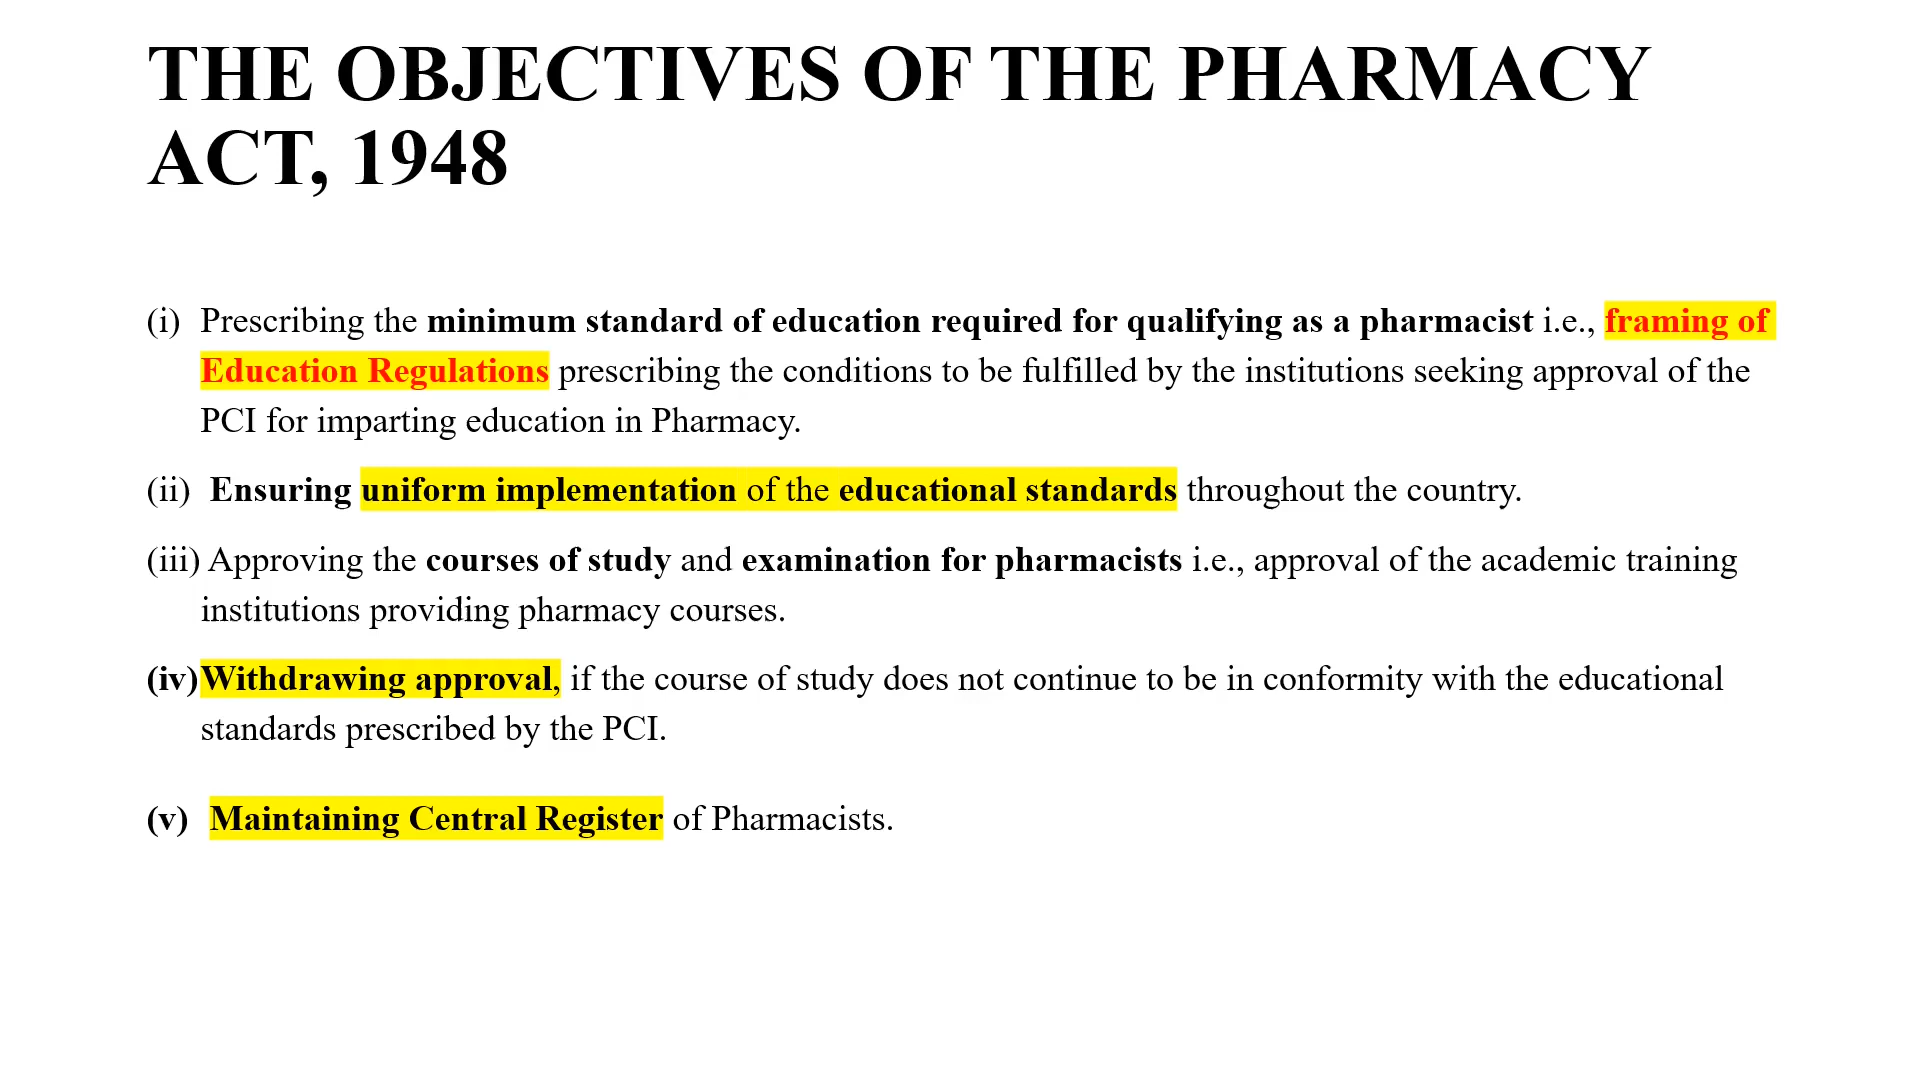 THE OBJECTIVES OF THE PHARMACY
ACT, 1948
(i) Prescribing the minimum standard of education required for qualifying as a pharmacist i.e., framing of
Education Regulations prescribing the conditions to be fulfilled by the institutions seeking approval of the
PCI for imparting education in Pharmacy.
(ii) Ensuring uniform implementation of the educational standards throughout the country.
(iii) Approving the courses of study and examination for pharmacists i.e., approval of the academic training
institutions providing pharmacy courses.
(iv) Withdrawing approval, if the course of study does not continue to be in conformity with the educational
standards prescribed by the PCI.
(v) Maintaining Central Register of Pharmacists.